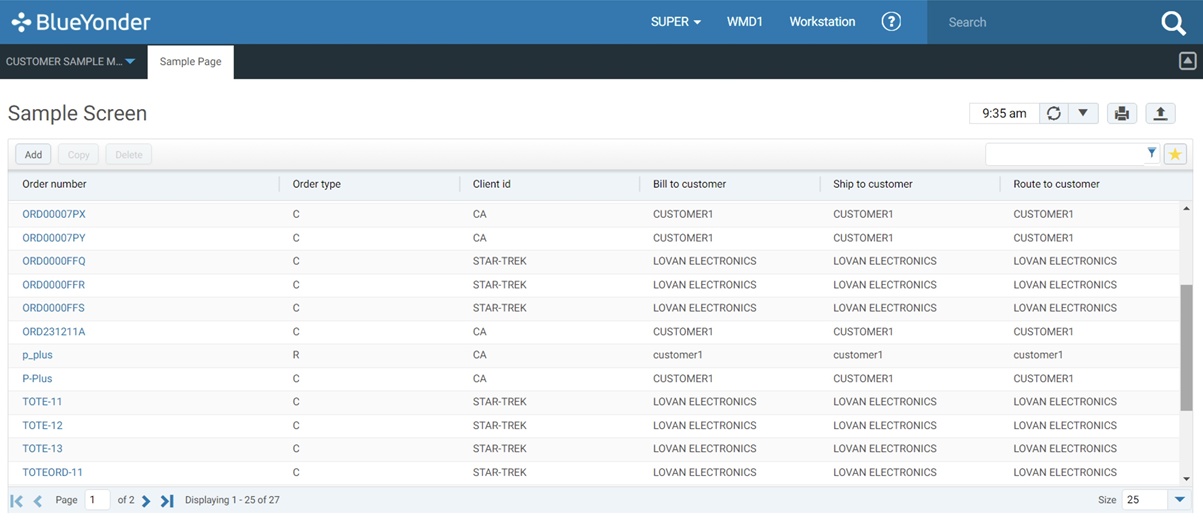 BlueYonder SUPER WMD1 Workstation ? Search
CUSTOMER SAMPLE M... Sample Page
Sample Screen 9:35 am
Add Copy Delete
Order number Order type Client id Bill to customer Ship to customer Route to customer
ORD00007PX C CA CUSTOMER1 CUSTOMER1 CUSTOMER1
ORD00007PY C CA CUSTOMER1 CUSTOMER1 CUSTOMER1
ORD0000FFQ C STAR-TREK LOVAN ELECTRONICS LOVAN ELECTRONICS LOVAN ELECTRONICS
ORD0000FFR C STAR-TREK LOVAN ELECTRONICS LOVAN ELECTRONICS LOVAN ELECTRONICS
ORD0000FFS C STAR-TREK LOVAN ELECTRONICS LOVAN ELECTRONICS LOVAN ELECTRONICS
ORD231211A C CA CUSTOMER1 CUSTOMER1 CUSTOMER1
p_plus R CA customer1 customer1 customer1
P-Plus C CA CUSTOMER1 CUSTOMER1 CUSTOMER1
TOTE-11 C STAR-TREK LOVAN ELECTRONICS LOVAN ELECTRONICS LOVAN ELECTRONICS
TOTE-12 C STAR-TREK LOVAN ELECTRONICS LOVAN ELECTRONICS LOVAN ELECTRONICS
TOTE-13 C STAR-TREK LOVAN ELECTRONICS LOVAN ELECTRONICS LOVAN ELECTRONICS
TOTEORD-11 C STAR-TREK LOVAN ELECTRONICS LOVAN ELECTRONICS LOVAN ELECTRONICS
Page 1 of 2 Displaying 1 - 25 of 27 Size 25